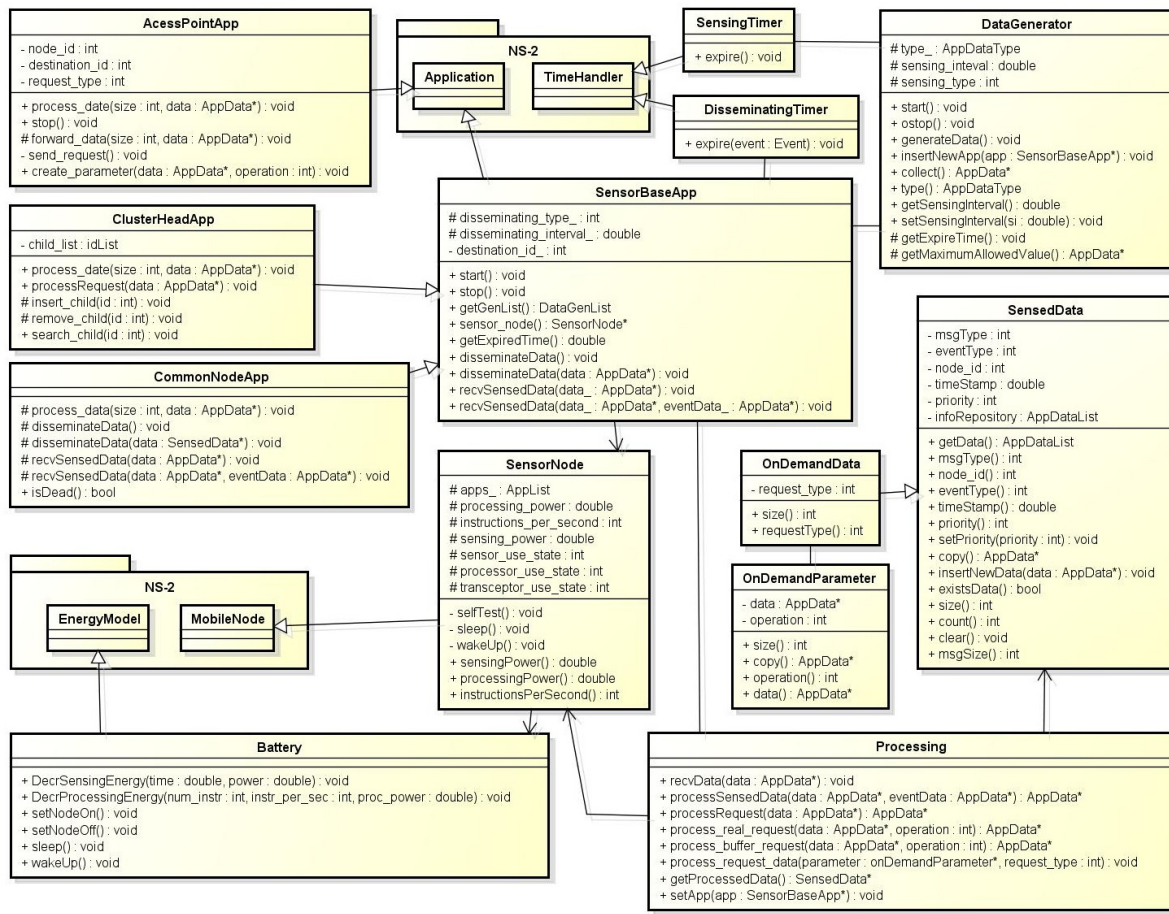 AcessPointApp
- node_id : int
- destination_id : int
- request_type : int
+ process_date(size : int, data : AppData*) : void
+ stop() : void
# forward_data(size : int, data : AppData*) : void
- send_request() : void
+ create_parameter(data : AppData*, operation : int) : void
NS-2
Application
TimeHandler
SensingTimer
+ expire() : void
DisseminatingTimer
+ expire(event : Event) : void
DataGenerator
# type_ : AppDataType
# sensing_inteval : double
# sensing_type : int
+ start() : void
+ ostop() : void
+ generateData() : void
+ insertNewApp(app : SensorBaseApp*) : void
+ collect() : AppData*
+ type() : AppDataType
+ getSensingInterval() : double
+ setSensingInterval(si : double) : void
# getExpireTime() : void
# getMaximumAllowedValue() : AppData*
ClusterHeadApp
- child_list : idList
+ process_date(size : int, data : AppData*) : void
+ processRequest(data : AppData*) : void
# insert_child(id : int) : void
# remove_child(id : int) : void
+ search_child(id : int) : void
SensorBaseApp
# disseminating_type_ : int
# disseminating_interval_ : double
- destination_id_ : int
+ start() : void
+ stop() : void
+ getGenList() : DataGenList
+ sensor_node() : SensorNode*
+ getExpiredTime() : double
+ disseminateData() : void
+ disseminateData(data : AppData*) : void
+ recvSensedData(data_ : AppData*) : void
+ recvSensedData(data_ : AppData*, eventData_ : AppData*) : void
CommonNodeApp
# process_data(size : int, data : AppData*) : void
# disseminateData() : void
# disseminateData(data : SensedData*) : void
# recvSensedData(data : AppData*) : void
# recvSensedData(data : AppData*, eventData : AppData*) : void
+ isDead() : bool
SensedData
- msgType : int
- eventType : int
- node_id : int
- timeStamp : double
- priority : int
- infoRepository : AppDataList
+ getData() : AppDataList
+ msgType() : int
+ node_id() : int
+ eventType() : int
+ timeStamp() : double
+ priority() : int
+ setPriority(priority : int) : void
+ copy() : AppData*
+ insertNewData(data : AppData*) : void
+ existsData() : bool
+ size() : int
+ count() : int
+ clear() : void
+ msgSize() : int
SensorNode
# apps_ : AppList
# processing_power : double
# instructions_per_second : int
# sensing_power : double
# sensor_use_state : int
# processor_use_state : int
# transceptor_use_state : int
- selfTest() : void
- sleep() : void
- wakeUp() : void
+ sensingPower() : double
+ processingPower() : double
+ instructionsPerSecond() : int
OnDemandData
- request_type : int
+ size() : int
+ requestType() : int
OnDemandParameter
- data : AppData*
- operation : int
+ size() : int
+ copy() : AppData*
+ operation() : int
+ data() : AppData*
NS-2
EnergyModel
MobileNode
Battery
+ DecrSensingEnergy(time : double, power : double) : void
+ DecrProcessingEnergy(num_instr : int, instr_per_sec : int, proc_power : double) : void
+ setNodeOn() : void
+ setNodeOff() : void
+ sleep() : void
+ wakeUp() : void
Processing
+ recvData(data : AppData*) : void
+ processSensedData(data : AppData*, eventData : AppData*) : AppData*
+ processRequest(data : AppData*) : AppData*
+ process_real_request(data : AppData*, operation : int) : AppData*
+ process_buffer_request(data : AppData*, operation : int) : AppData*
+ process_request_data(parameter : onDemandParameter*, request_type : int) : void
+ getProcessedData() : SensedData*
+ setApp(app : SensorBaseApp*) : void